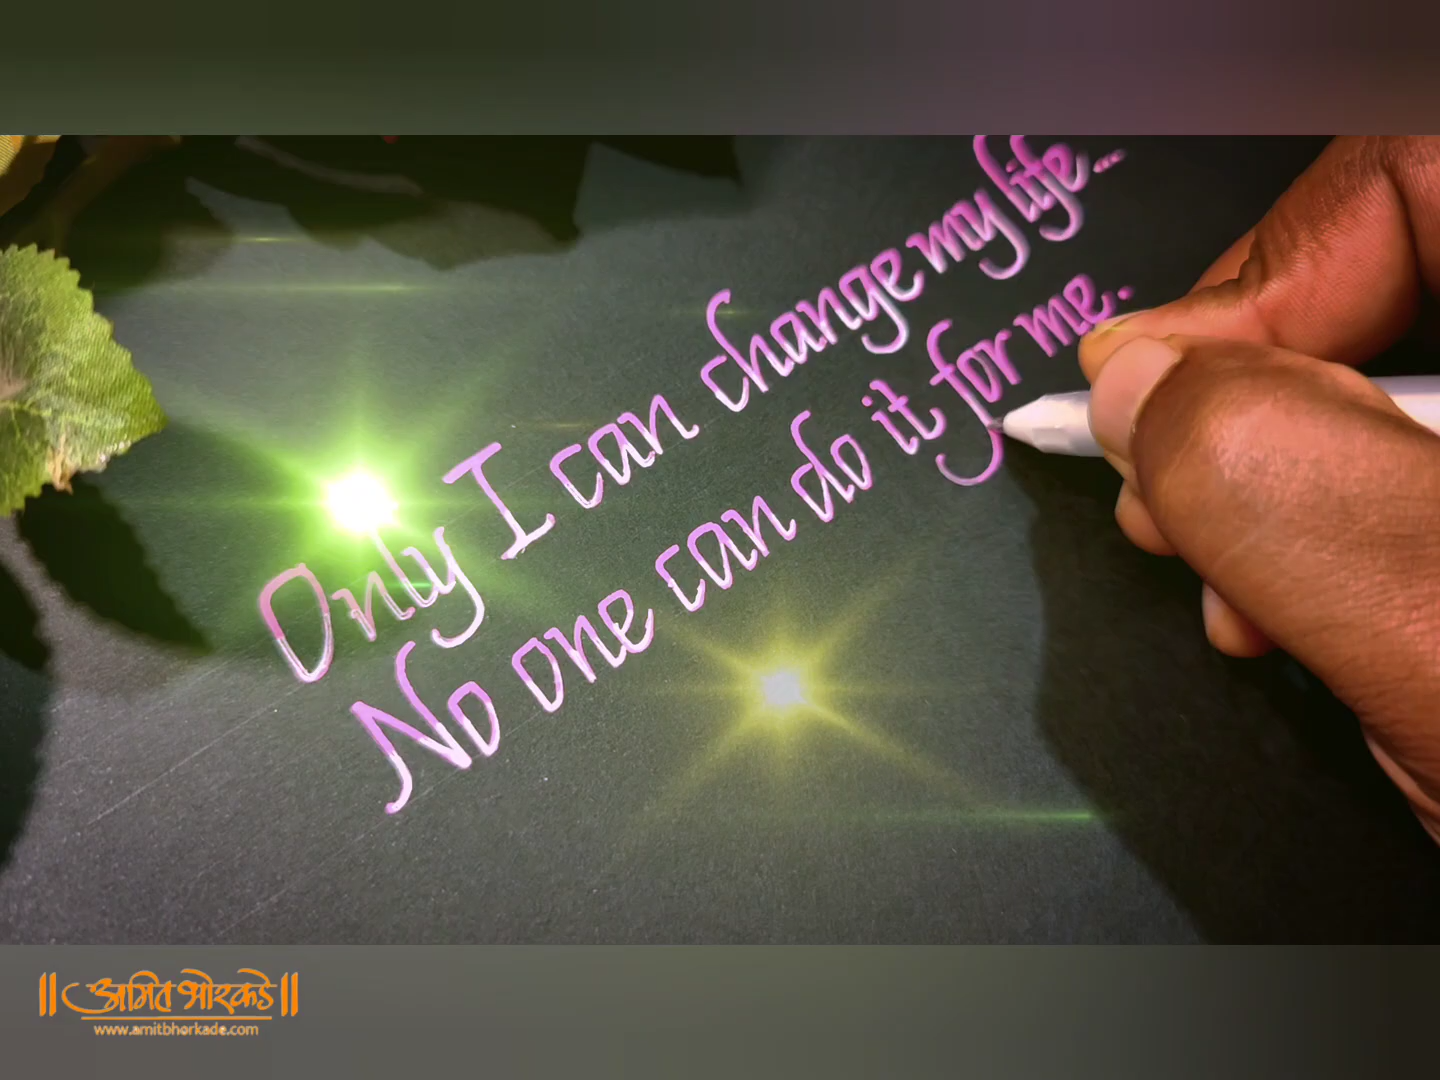 Only I can change my life...
No one can do it for me.
॥ अमित भोरकडे ॥
www.amitbhorkade.com